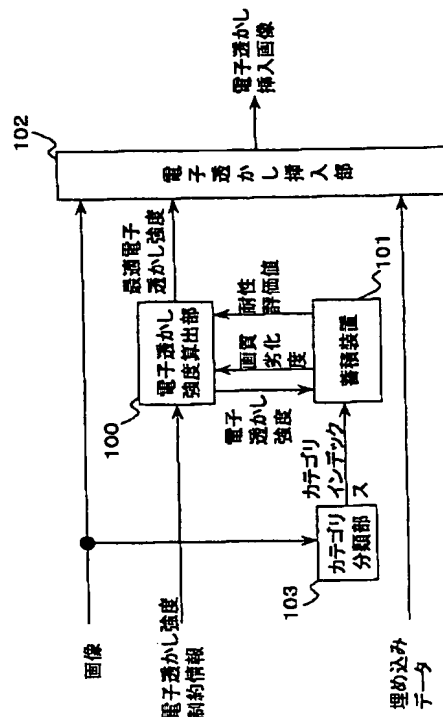 画像
電子透かし強度
制約情報
埋め込み
データ
103
カテゴリ
分類部
カテゴリ
インデック
ス
100
電子透かし
強度算出部
電子
透かし
強度
画質
劣化
度
耐性
評価値
101
蓄積装置
最適電子
透かし強度
102
電子透かし挿入部
電子透かし
挿入画像